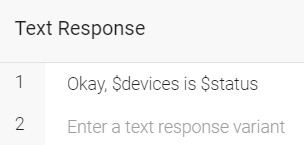 Text Response
1 Okay, $devices is $status
2 Enter a text response variant